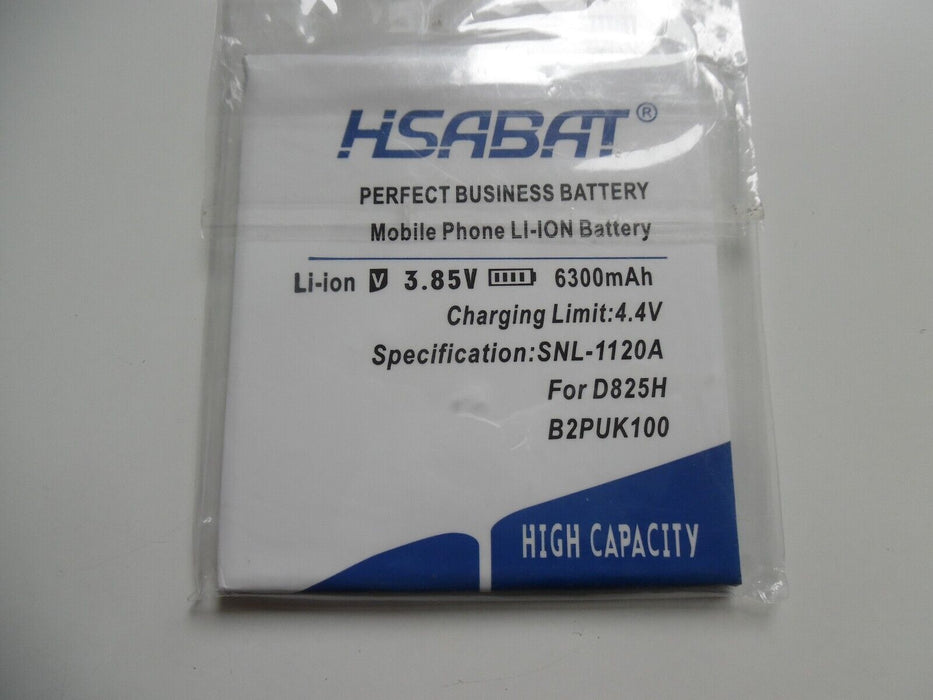 HSABAT®
PERFECT BUSINESS BATTERY
Mobile Phone LI-ION Battery
Li-ion V 3.85V 6300mAh
Charging Limit:4.4V
Specification:SNL-1120A
For D825H
B2PUK100
HIGH CAPACITY